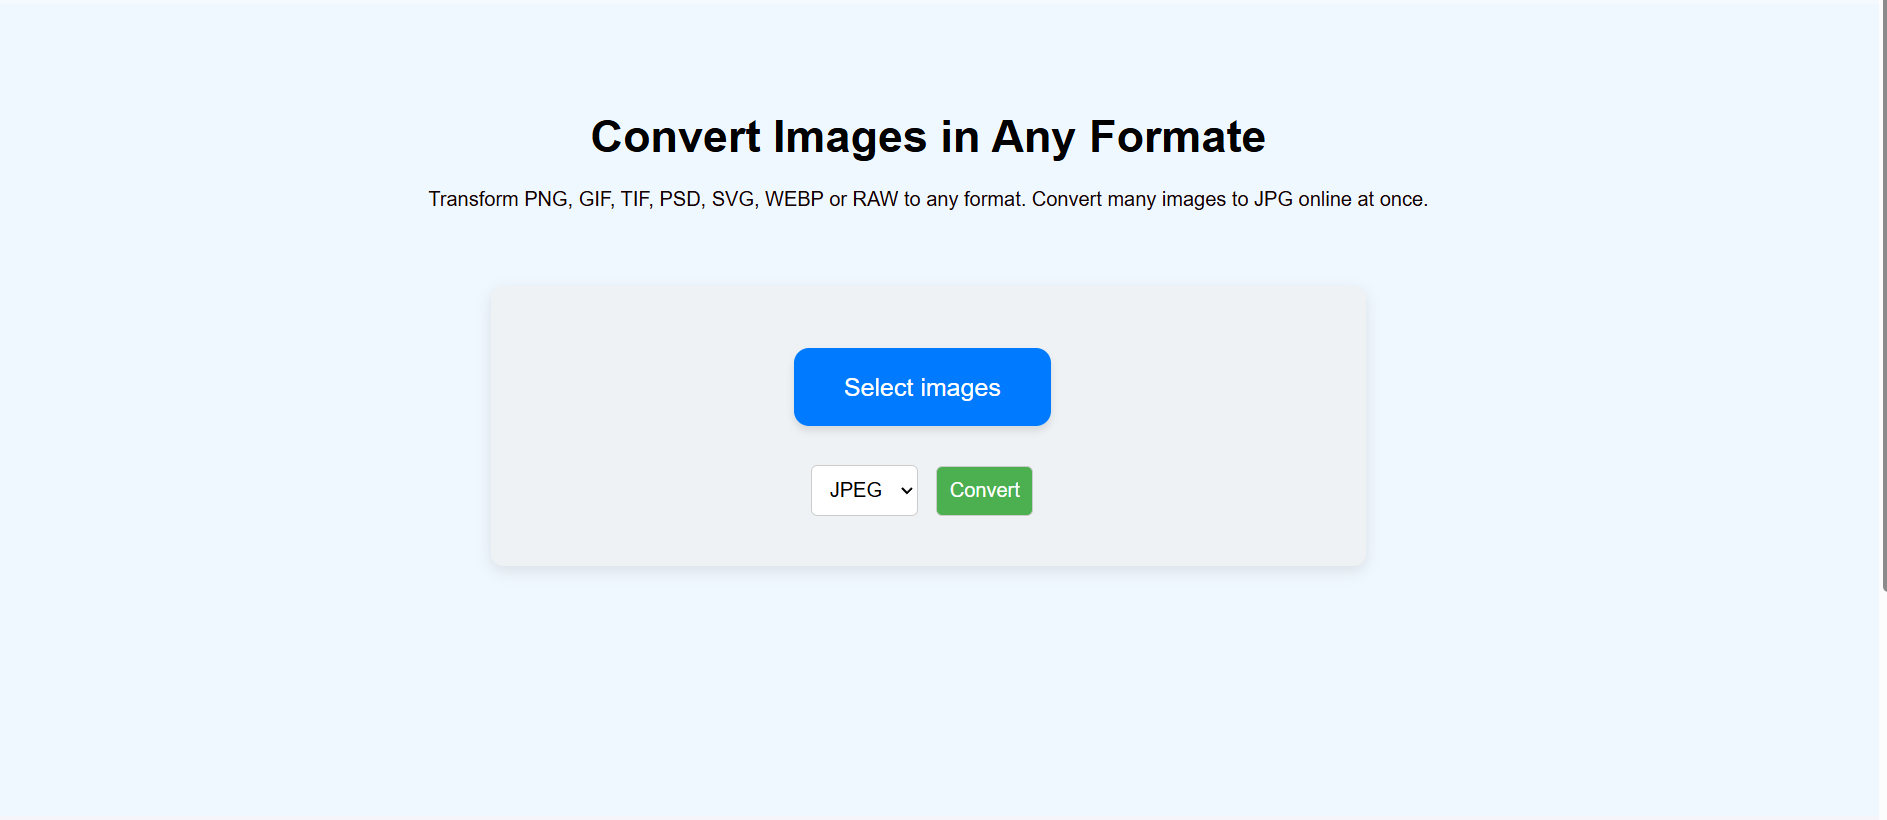 Convert Images in Any Formate
Transform PNG, GIF, TIF, PSD, SVG, WEBP or RAW to any format. Convert many images to JPG online at once.
Select images
JPEG
Convert